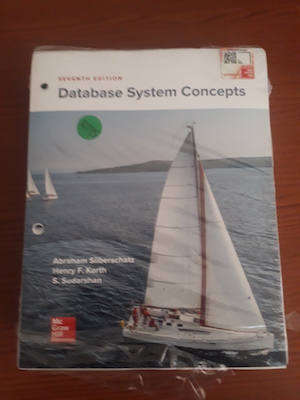 SEVENTH EDITION
Database System Concepts
Abraham Silberschatz
Henry F. Korth
S. Sudarshan
Mc
Graw
Hill